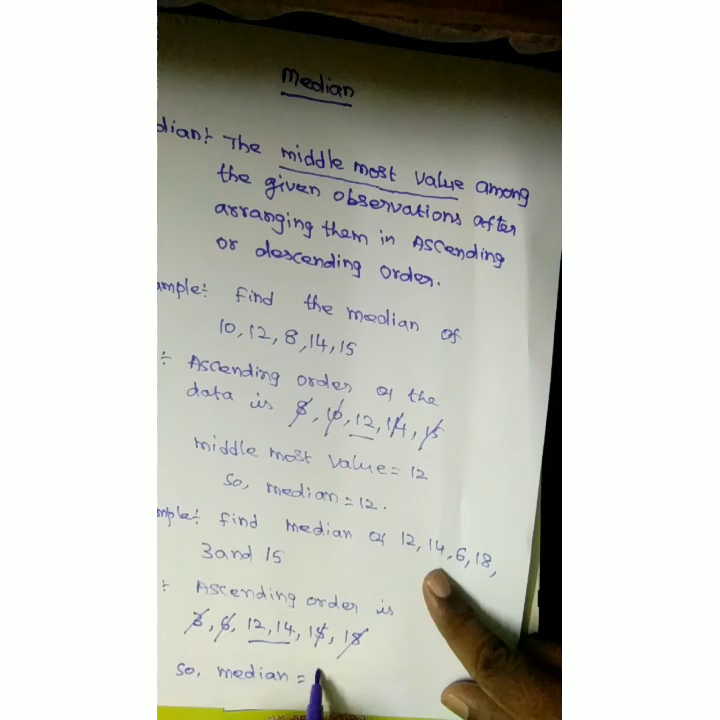 Median
dian:- The middle most value among
the given observations after
arranging them in Ascending
or descending order.
ample:- Find the median of
10, 12, 8, 14, 15
:- Ascending order of the
data is 8, 10, 12, 14, 15
middle most value = 12
So, median = 12.
mple:- Find median of 12, 14, 6, 18,
3 and 15
:- Ascending order is
3, 6, 12, 14, 15, 18
So, median =